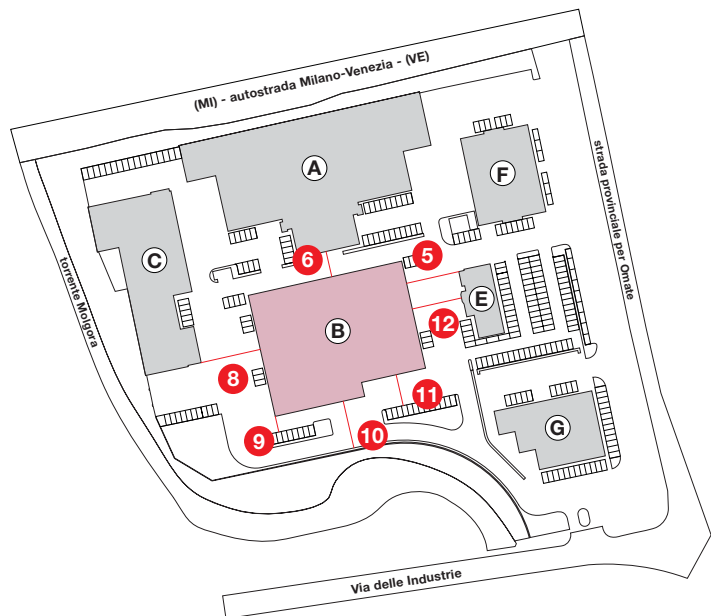 (MI) - autostrada Milano-Venezia - (VE)
A
F
strada provinciale per Omate
torrente Molgora
C
6
5
E
B
12
8
11
9
10
G
Via delle Industrie